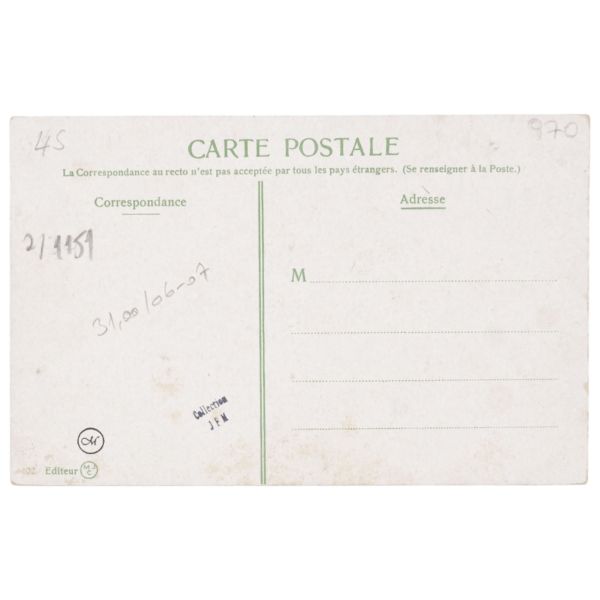 45
970
CARTE POSTALE
La Correspondance au recto n'est pas acceptée par tous les pays étrangers. (Se renseigner à la Poste.)
Correspondance
Adresse
2/1151
31,00/06-07
M
Collection
J F M
Editeur